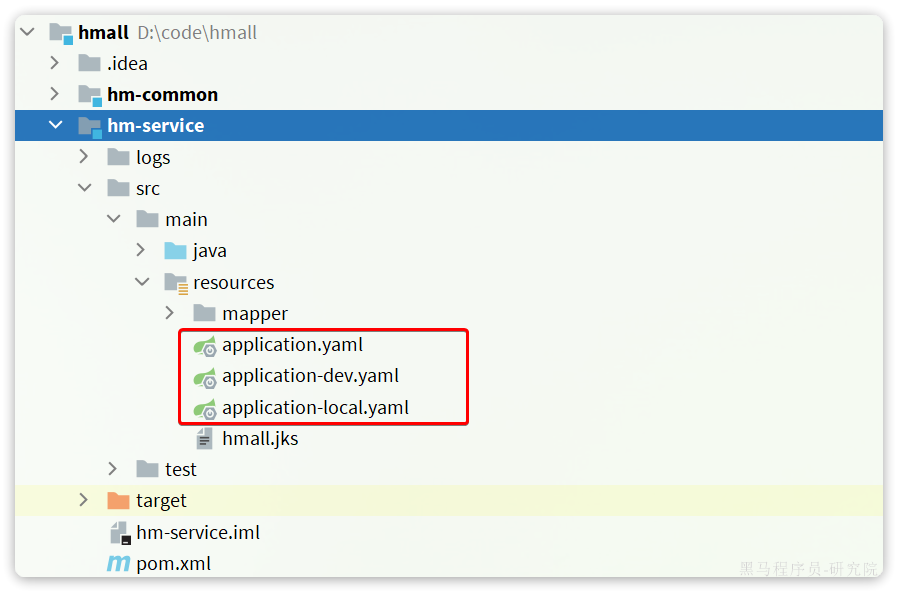 hmall D:\code\hmall
.idea
hm-common
hm-service
logs
src
main
java
resources
mapper
application.yaml
application-dev.yaml
application-local.yaml
hmall.jks
test
target
hm-service.iml
m pom.xml
黑马程序员-研究院